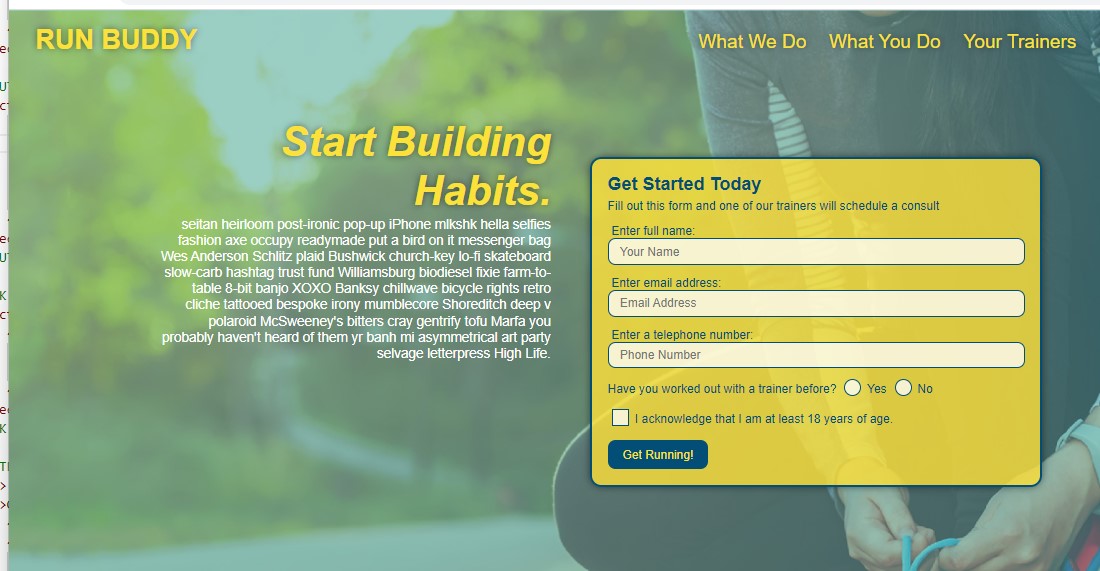 RUN BUDDY
What We Do What You Do Your Trainers
Start Building
Habits.
seitan heirloom post-ironic pop-up iPhone mlkshk hella selfies
fashion axe occupy readymade put a bird on it messenger bag
Wes Anderson Schlitz plaid Bushwick church-key lo-fi skateboard
slow-carb hashtag trust fund Williamsburg biodiesel fixie farm-to-
table 8-bit banjo XOXO Banksy chillwave bicycle rights retro
cliche tattooed bespoke irony mumblecore Shoreditch deep v
polaroid McSweeney's bitters cray gentrify tofu Marfa you
probably haven't heard of them yr banh mi asymmetrical art party
selvage letterpress High Life.
Get Started Today
Fill out this form and one of our trainers will schedule a consult
Enter full name:
Your Name
Enter email address:
Email Address
Enter a telephone number:
Phone Number
Have you worked out with a trainer before? Yes No
I acknowledge that I am at least 18 years of age.
Get Running!